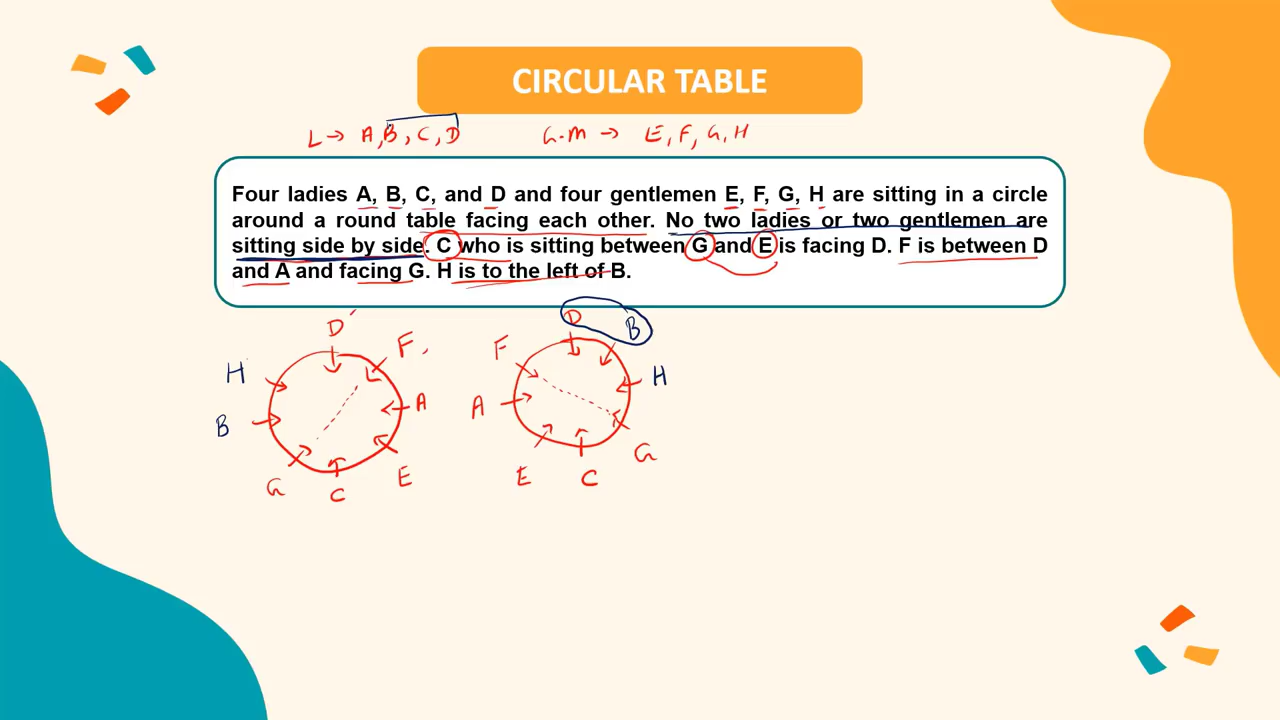 CIRCULAR TABLE
L → A, B, C, D G.M → E, F, G, H
Four ladies A, B, C, and D and four gentlemen E, F, G, H are sitting in a circle
around a round table facing each other. No two ladies or two gentlemen are
sitting side by side. C who is sitting between G and E is facing D. F is between D
and A and facing G. H is to the left of B.
D
F
H
A
B
E
G
C
D
B
F
H
A
G
E
C